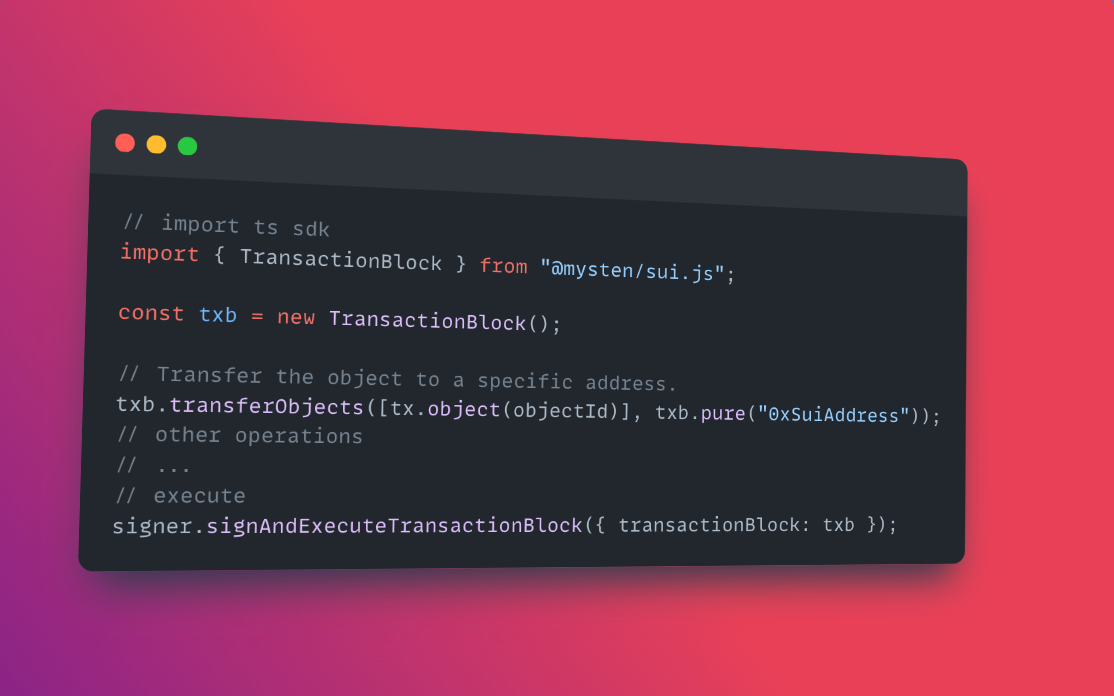 // import ts sdk
import { TransactionBlock } from "@mysten/sui.js";
const txb = new TransactionBlock();
// Transfer the object to a specific address.
txb.transferObjects([tx.object(objectId)], txb.pure("0xSuiAddress"));
// other operations
// ...
// execute
signer.signAndExecuteTransactionBlock({ transactionBlock: txb });